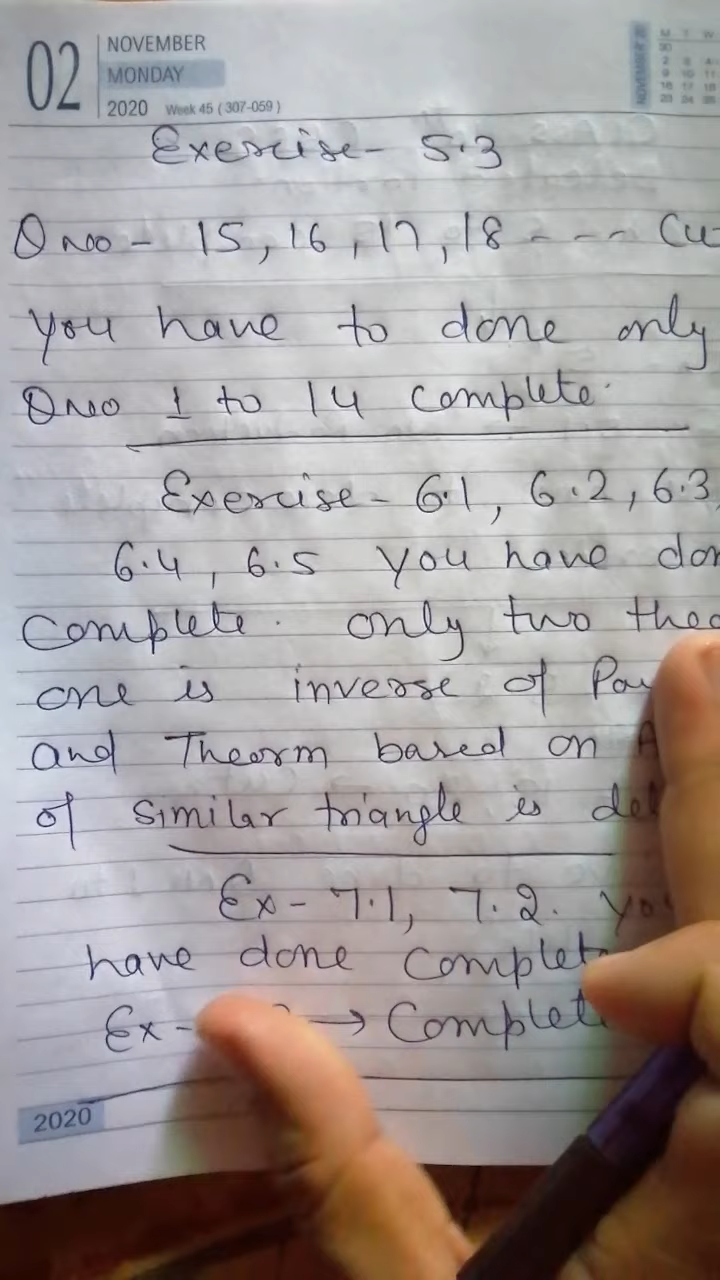 02
NOVEMBER
MONDAY
2020 Week 45 (307-059)
Exercise- 5.3
Q no - 15, 16, 17, 18 - - - Cu
You have to done only
Q no 1 to 14 complete.
Exercise - 6.1, 6.2, 6.3
6.4, 6.5 you have don
Complete. only two theo
one is inverse of
and Theorm based on A
of similar triangle is del
Ex- 7.1, 7.2. you
have done Complet
Ex- → Complet
2020